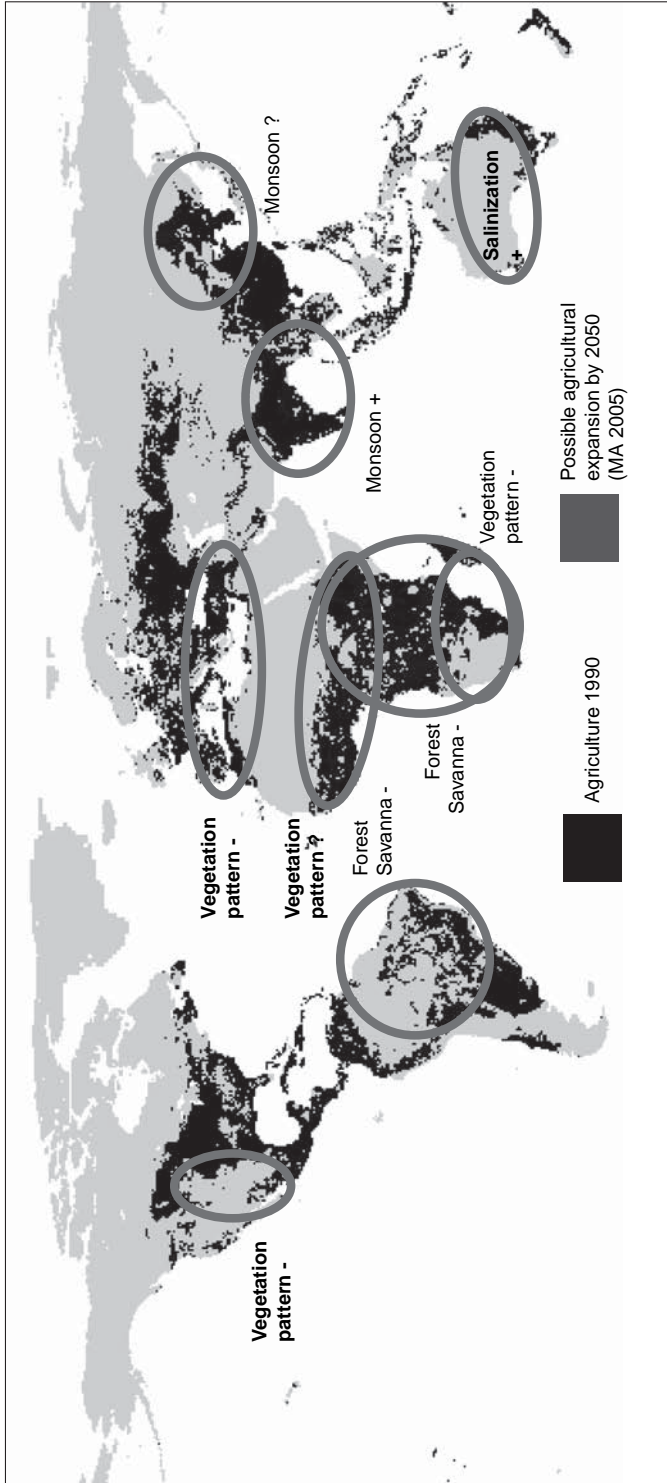 Vegetation
pattern -
Vegetation
pattern -
Vegetation
pattern ?
Forest
Savanna -
Forest
Savanna -
Vegetation
pattern -
Monsoon +
Monsoon ?
Salinization
+
Agriculture 1990
Possible agricultural
expansion by 2050
(MA 2005)